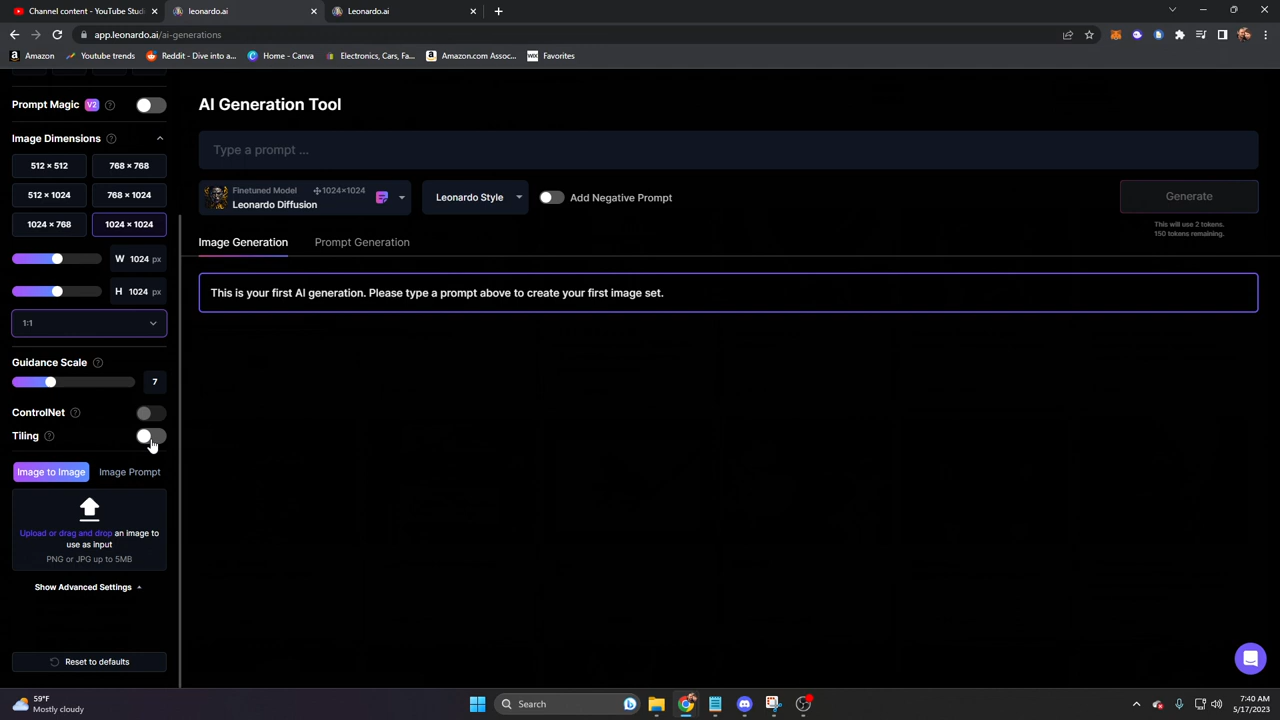 Channel content - YouTube Stud
leonardo.ai
Leonardo.ai
app.leonardo.ai/ai-generations
Amazon
Youtube trends
Reddit - Dive into a...
Home - Canva
Electronics, Cars, Fa...
Amazon.com Assoc...
WIX
Favorites
Prompt Magic V2 ?
Image Dimensions ?
512 × 512
768 × 768
512 × 1024
768 × 1024
1024 × 768
1024 × 1024
W 1024 px
H 1024 px
1:1
Guidance Scale ?
7
ControlNet ?
Tiling ?
Image to Image
Image Prompt
Upload or drag and drop an image to
use as input
PNG or JPG up to 5MB
Show Advanced Settings
Reset to defaults
AI Generation Tool
Type a prompt ...
Finetuned Model
1024×1024
Leonardo Diffusion
Leonardo Style
Add Negative Prompt
Generate
This will use 2 tokens.
150 tokens remaining.
Image Generation
Prompt Generation
This is your first AI generation. Please type a prompt above to create your first image set.
59°F
Mostly cloudy
Search
7:40 AM
5/17/2023